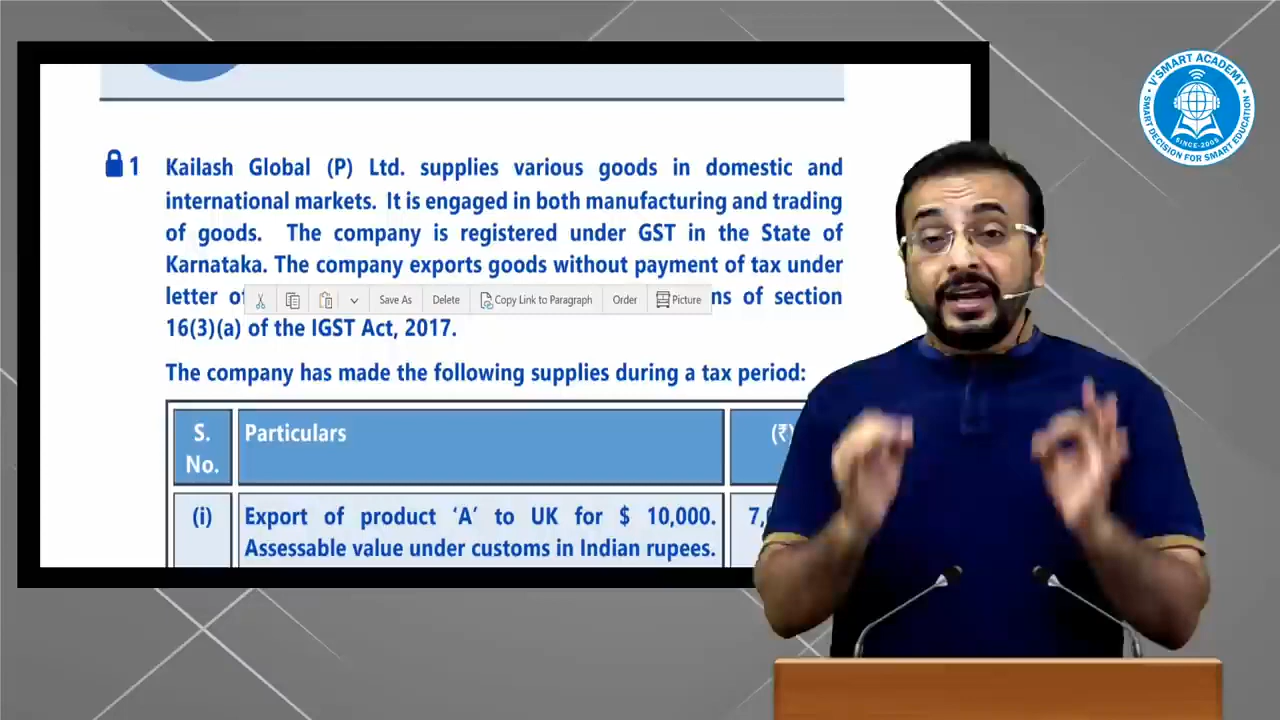 1 Kailash Global (P) Ltd. supplies various goods in domestic and
international markets. It is engaged in both manufacturing and trading
of goods. The company is registered under GST in the State of
Karnataka. The company exports goods without payment of tax under
letter of
Save As Delete Copy Link to Paragraph Order Picture
ns of section
16(3)(a) of the IGST Act, 2017.
The company has made the following supplies during a tax period:
S. No.
Particulars
(₹)
(i)
Export of product ‘A’ to UK for $ 10,000.
Assessable value under customs in Indian rupees.
7,
V'SMART ACADEMY
SMART DECISION FOR SMART EDUCATION
SINCE-2005